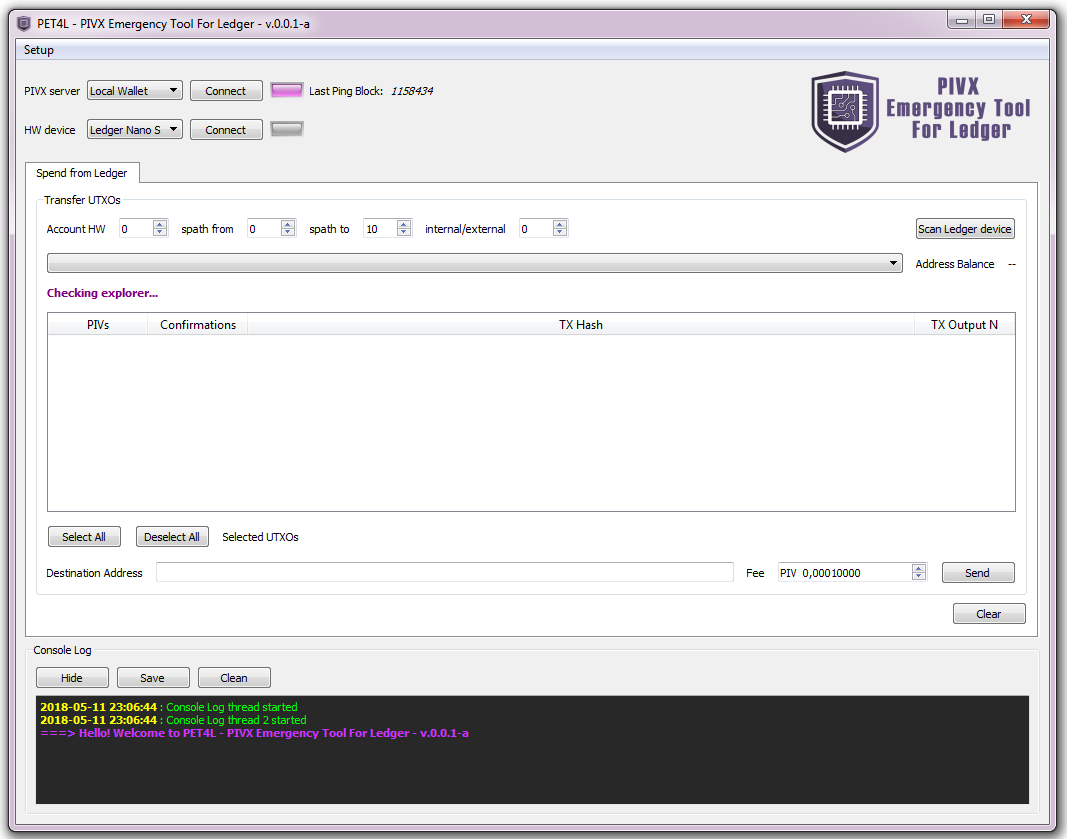 PET4L - PIVX Emergency Tool For Ledger - v.0.0.1-a
Setup
PIVX server Local Wallet Connect Last Ping Block: 1158434
HW device Ledger Nano S Connect
PIVX
Emergency Tool
For Ledger
Spend from Ledger
Transfer UTXOs
Account HW 0 spath from 0 spath to 10 internal/external 0 Scan Ledger device
Address Balance --
Checking explorer...
PIVs Confirmations TX Hash TX Output N
Select All Deselect All Selected UTXOs
Destination Address Fee PIV 0,00010000 Send
Clear
Console Log
Hide Save Clean
2018-05-11 23:06:44 : Console Log thread started
2018-05-11 23:06:44 : Console Log thread 2 started
===> Hello! Welcome to PET4L - PIVX Emergency Tool For Ledger - v.0.0.1-a